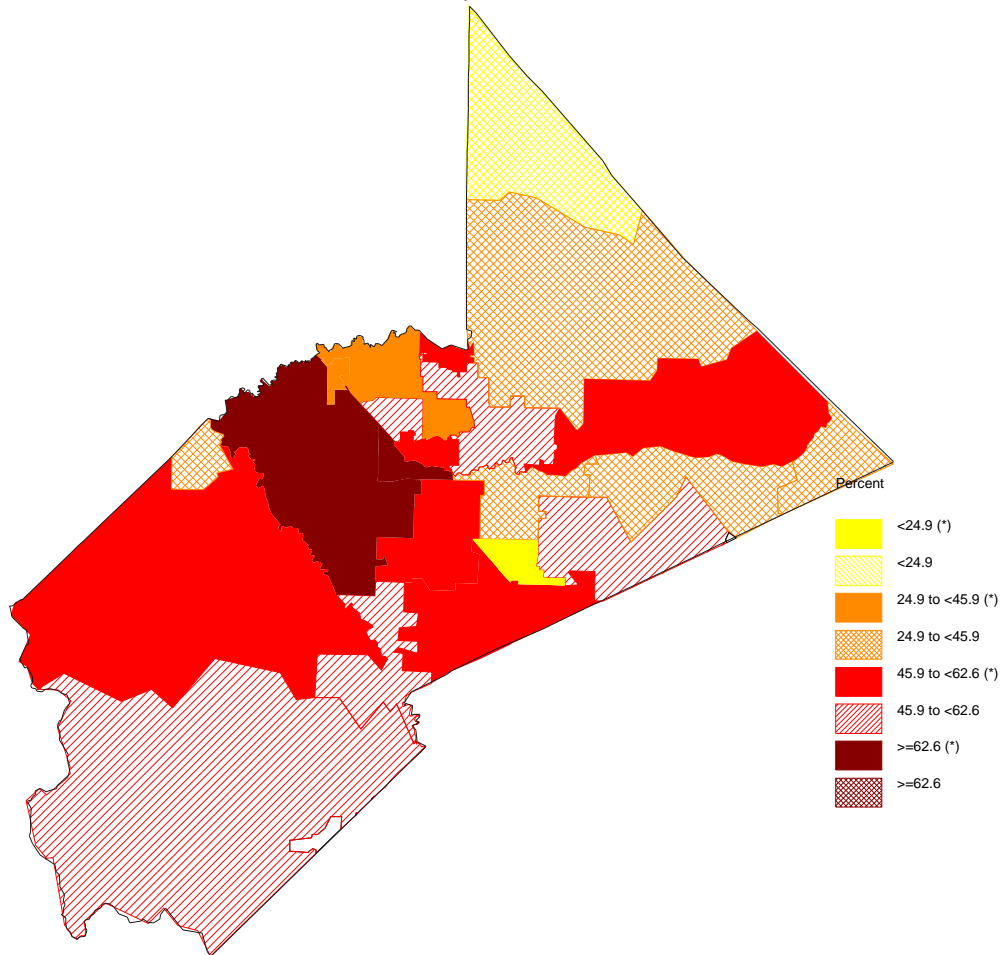 Percent
<24.9 (*)
<24.9
24.9 to <45.9 (*)
24.9 to <45.9
45.9 to <62.6 (*)
45.9 to <62.6
>=62.6 (*)
>=62.6